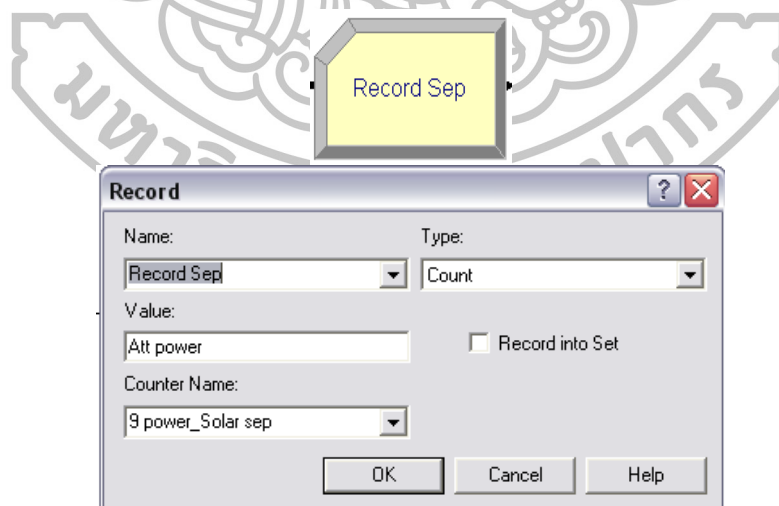 Record Sep
Record
Name:
Type:
Record Sep
Count
Value:
Att power
Record into Set
Counter Name:
9 power_Solar sep
OK
Cancel
Help